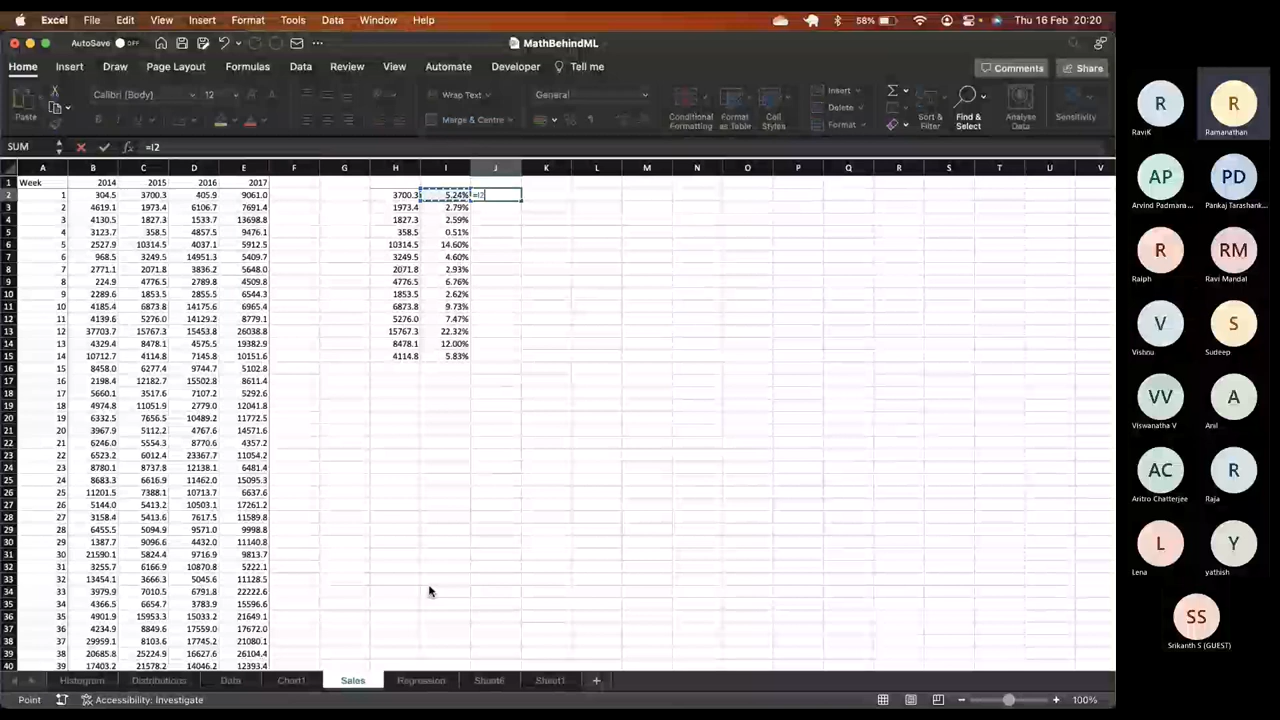 Excel File Edit View Insert Format Tools Data Window Help 58% Thu 16 Feb 20:20
AutoSave OFF MathBehindML
Home Insert Draw Page Layout Formulas Data Review View Automate Developer Tell me Comments Share
Paste Calibri (Body) 12 Wrap Text General Merge & Centre Conditional Formatting Format as Table Cell Styles Insert Delete Format Sort & Filter Find & Select Analyse Data Sensitivity
SUM fx =I2
A B C D E F G H I J K L M N O P Q R S T U V
1 Week 2014 2015 2016 2017
2 1 304.5 3700.3 405.9 9061.0 3700.3 5.24% =I2
3 2 4619.1 1973.4 6106.7 7691.4 1973.4 2.79%
4 3 4130.5 1827.3 1533.7 13698.8 1827.3 2.59%
5 4 3123.7 358.5 4857.5 9476.1 358.5 0.51%
6 5 2527.9 10314.5 4037.1 5912.5 10314.5 14.60%
7 6 968.5 3249.5 14951.3 5409.7 3249.5 4.60%
8 7 2771.1 2071.8 3836.2 5648.0 2071.8 2.93%
9 8 224.9 4776.5 2789.8 4509.8 4776.5 6.76%
10 9 2289.6 1853.5 2855.5 6544.3 1853.5 2.62%
11 10 4185.4 6873.8 14175.6 6965.4 6873.8 9.73%
12 11 4139.6 5276.0 14129.2 8779.1 5276.0 7.47%
13 12 37703.7 15767.3 15453.8 26038.8 15767.3 22.32%
14 13 4329.4 8478.1 4575.5 19382.9 8478.1 12.00%
15 14 10712.7 4114.8 7145.8 10151.6 4114.8 5.83%
16 15 8458.0 6277.4 9744.7 5102.8
17 16 2198.4 12182.7 15502.8 8611.4
18 17 5660.1 3517.6 7107.2 5292.6
19 18 4974.8 11051.9 2779.0 12041.8
20 19 6332.5 7656.5 10489.2 11772.5
21 20 3967.9 5112.2 4767.6 14571.6
22 21 6246.0 5554.3 8770.6 4357.2
23 22 6523.2 6012.4 23367.7 11054.2
24 23 8780.1 8737.8 12138.1 6481.4
25 24 8683.3 6616.9 11462.0 15095.3
26 25 11201.5 7388.1 10713.7 6637.6
27 26 5144.0 5413.2 10503.1 17261.2
28 27 3158.4 5413.6 7617.5 11589.8
29 28 6455.5 5094.9 9571.0 9998.8
30 29 1387.7 9096.6 4432.0 11140.8
31 30 21590.1 5824.4 9716.9 9813.7
32 31 3255.7 6166.9 10870.8 5222.1
33 32 13454.1 3666.3 5045.6 11128.5
34 33 3979.9 7010.5 6791.8 22222.6
35 34 4366.5 6654.7 3783.9 15596.6
36 35 4901.9 15953.3 15033.2 21649.1
37 36 4234.9 8849.6 17559.0 17672.0
38 37 29959.1 8103.6 17745.2 21080.1
39 38 20685.8 25224.9 16627.6 26104.4
40 39 17403.2 21578.2 14046.2 12393.4
Histogram Distributions Data Chart1 Sales Regression Sheet6 Sheet1 +
Point Accessibility: Investigate 100%
R R
RaviK Ramanathan
AP PD
Arvind Padmana... Pankaj Tarashank...
R RM
Ralph Ravi Mandal
V S
Vishnu Sudeep
VV A
Viswanatha V Anil
AC R
Aritro Chatterjee Raja
L Y
Lena yathish
SS
Srikanth S (GUEST)